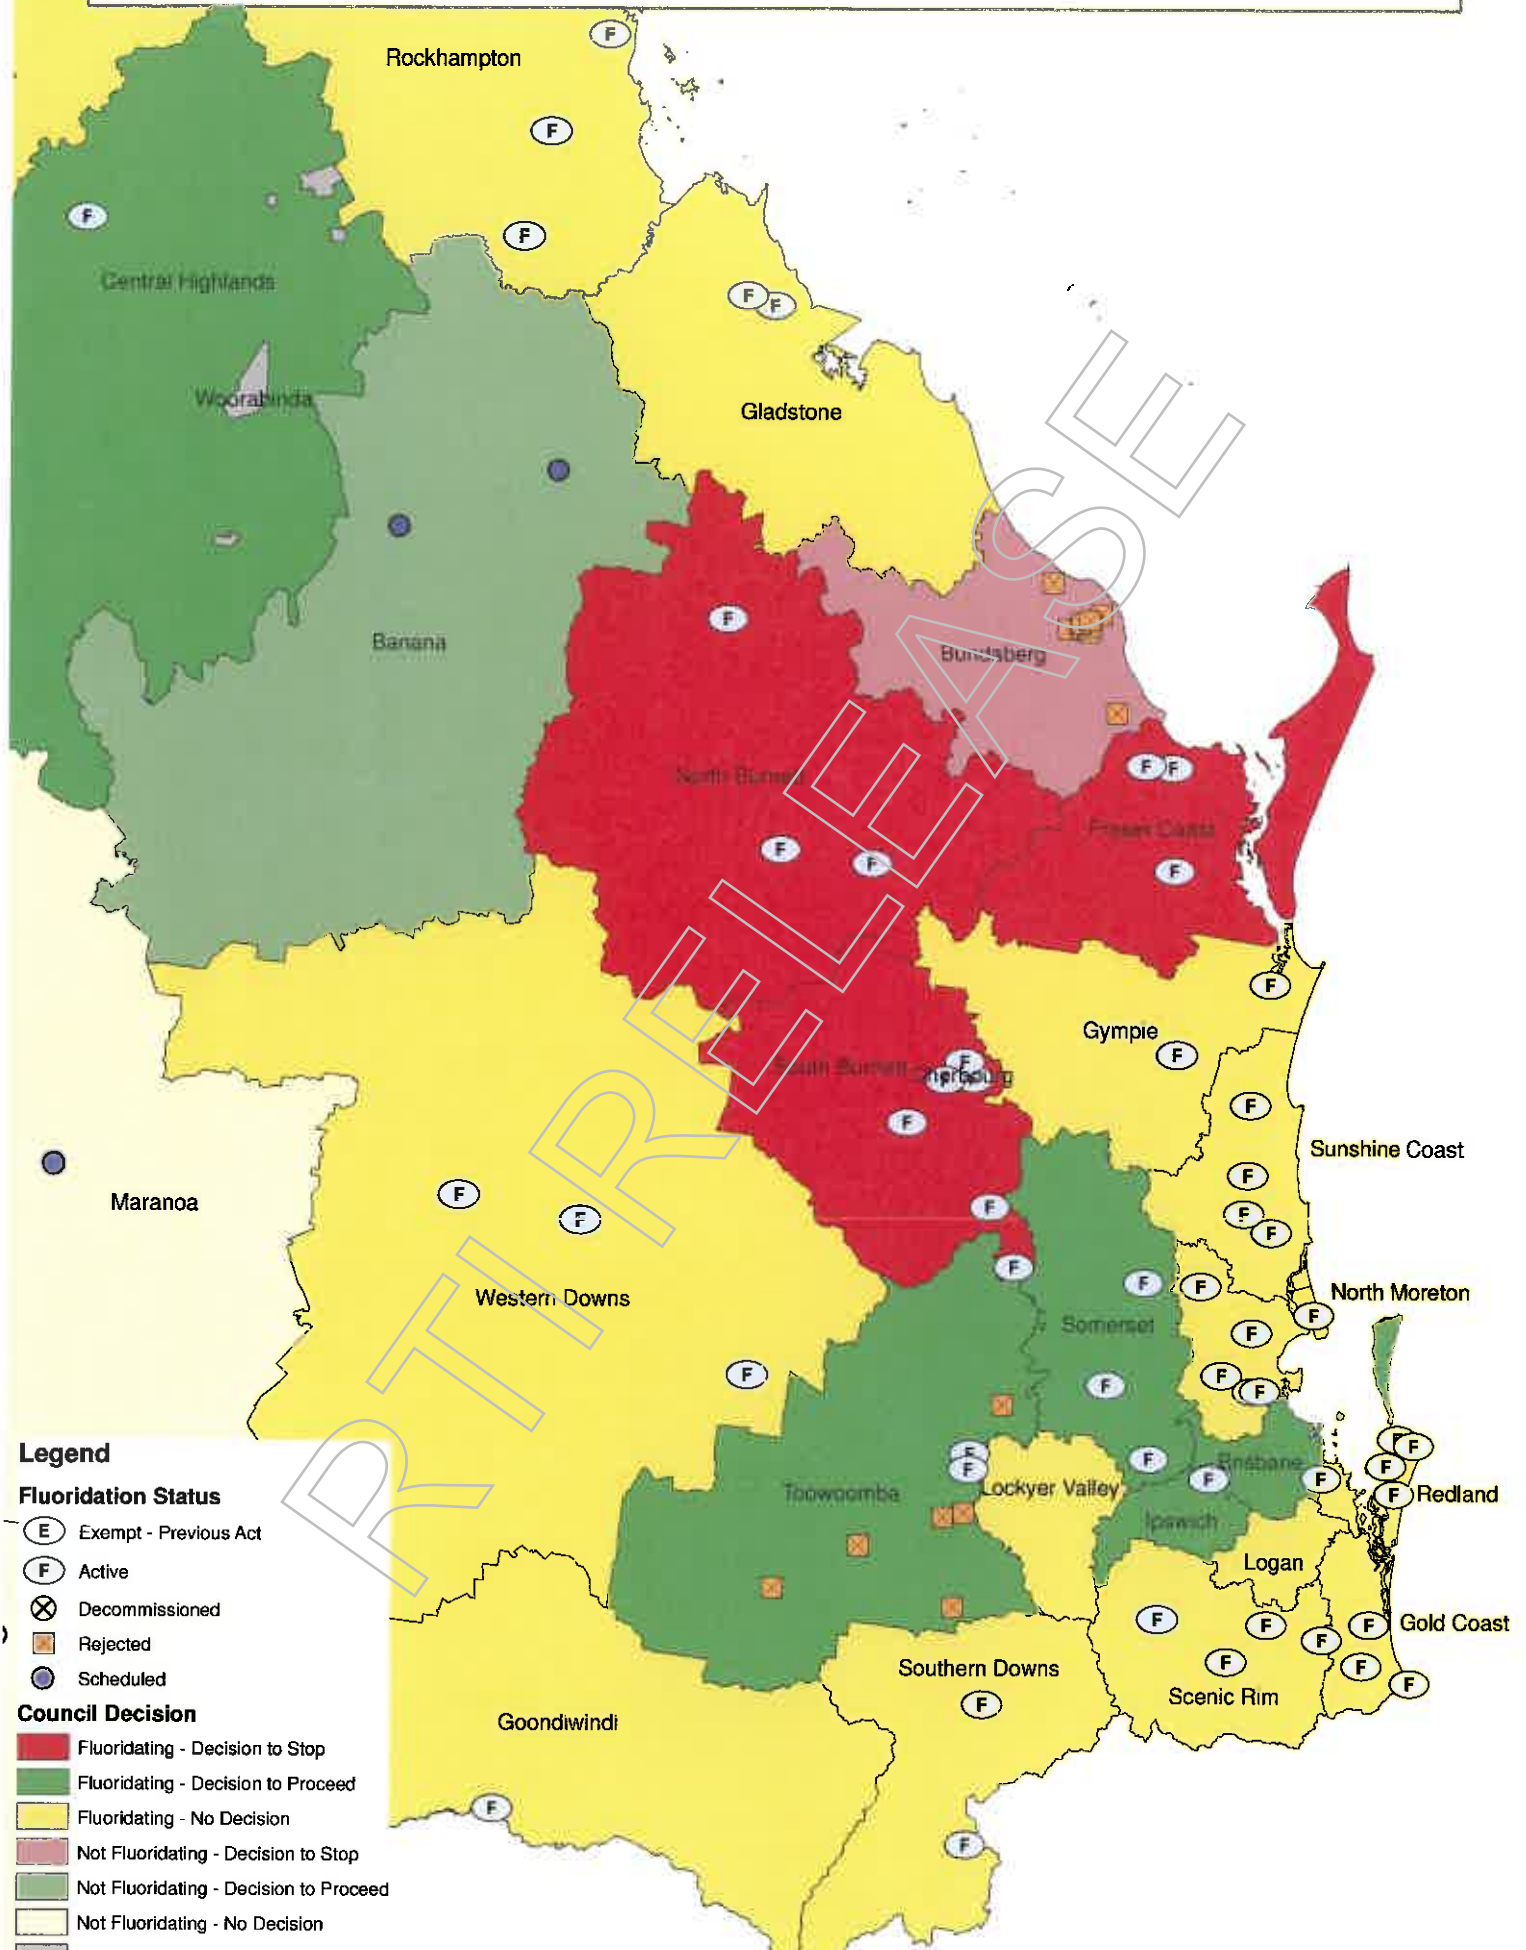 Rockhampton
F
F
F
F
Central Highlands
F
F
Woorabinda
Gladstone
F
Banana
Bundaberg
North Burnett
F
F
Fraser Coast
F
F
F
F
Gympie
F
South Burnett
F
F
F
Sunshine Coast
F
Maranoa
F
F
F
F
F
F
F
F
North Moreton
Western Downs
F
Somerset
F
F
F
F
F
F
Legend
F
F
F
F
Fluoridation Status
F
F
F
Brisbane
F
Toowoomba
Lockyer Valley
F
Redland
E Exempt - Previous Act
Ipswich
F Active
Logan
Decommissioned
F
F
F
Gold Coast
Rejected
F
Southern Downs
F
F
Scheduled
F
F
Scenic Rim
Council Decision
Goondiwindi
Fluoridating - Decision to Stop
Fluoridating - Decision to Proceed
Fluoridating - No Decision
F
F
Not Fluoridating - Decision to Stop
Not Fluoridating - Decision to Proceed
Not Fluoridating - No Decision
RTI RELEASE